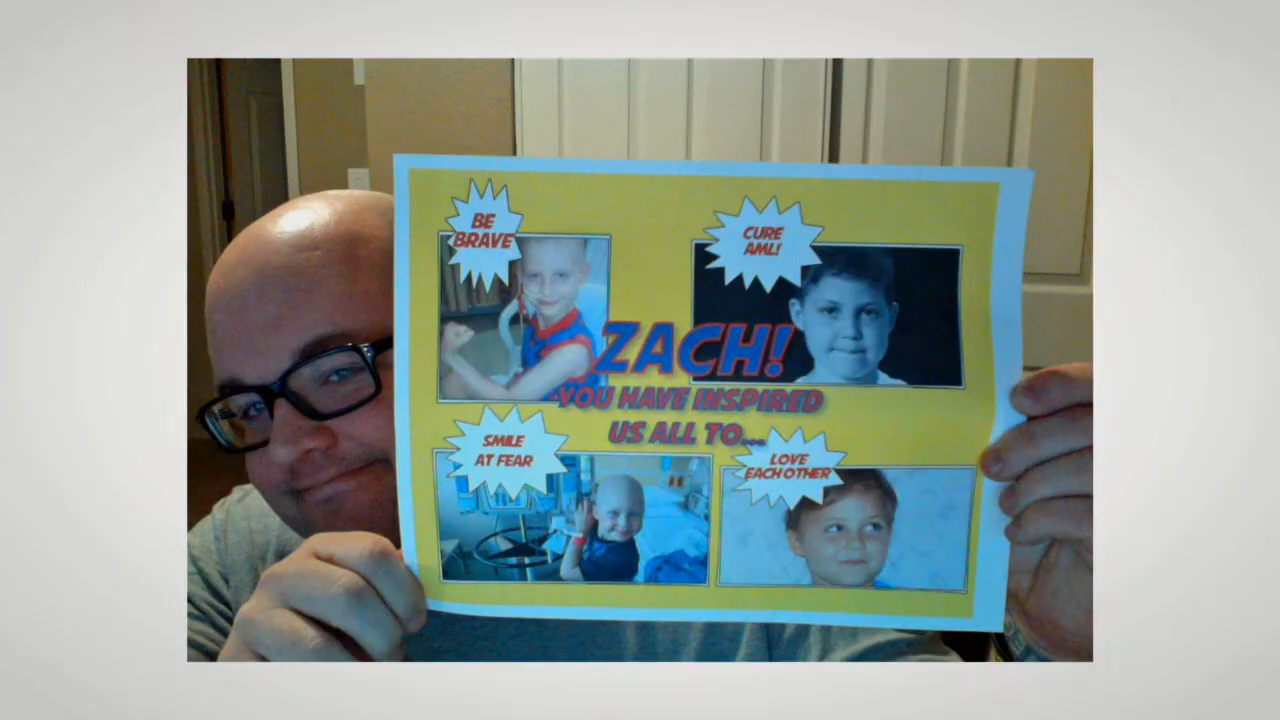 BE
BRAVE
CURE
AML!
ZACH!
YOU HAVE INSPIRED
US ALL TO...
SMILE
AT FEAR
LOVE
EACH OTHER